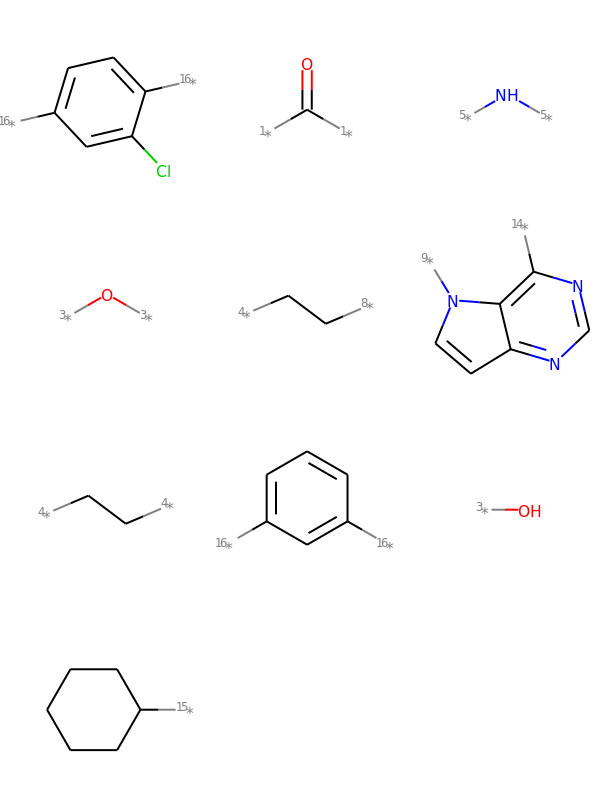 16* 16* Cl
O 1* 1*
NH 5* 5*
O 3* 3*
4* 8*
14* 9* N N N
4* 4*
16* 16*
3* OH
15*